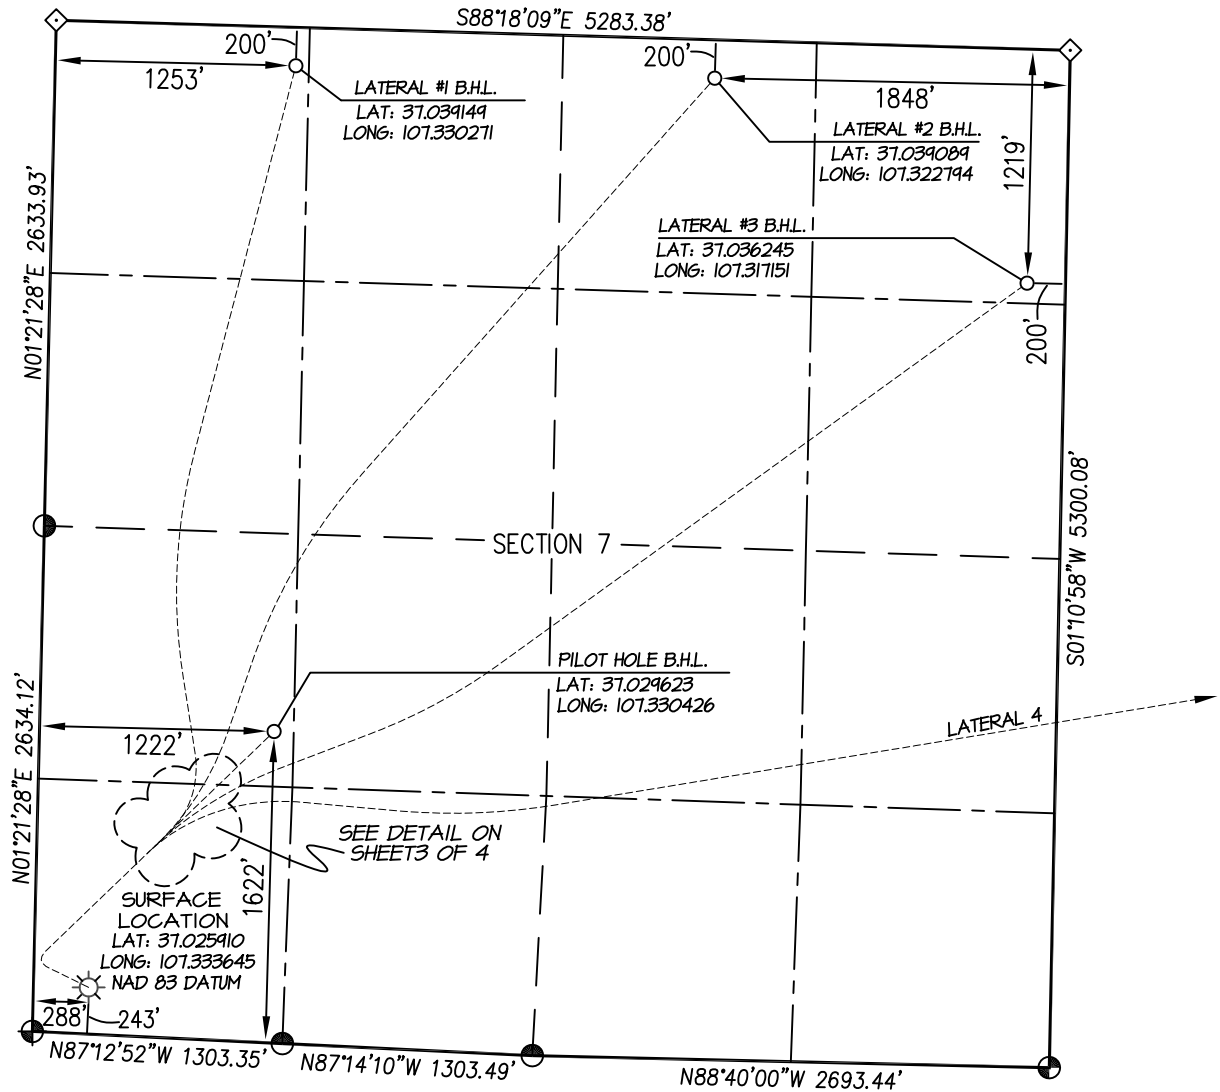 S88°18'09"E 5283.38'
200'
1253'
LATERAL #1 B.H.L.
LAT: 37.039149
LONG: 107.330271
200'
1848'
LATERAL #2 B.H.L.
LAT: 37.039089
LONG: 107.322794
1219'
LATERAL #3 B.H.L.
LAT: 37.036245
LONG: 107.317151
200'
N01°21'28"E 2633.93'
SECTION 7
S01°10'58"W 5300.08'
PILOT HOLE B.H.L.
LAT: 37.029623
LONG: 107.330426
1222'
LATERAL 4
N01°21'28"E 2634.12'
SEE DETAIL ON
SHEET3 OF 4
1622'
SURFACE
LOCATION
LAT: 37.025910
LONG: 107.333645
NAD 83 DATUM
288'
243'
N87°12'52"W 1303.35'
N87°14'10"W 1303.49'
N88°40'00"W 2693.44'